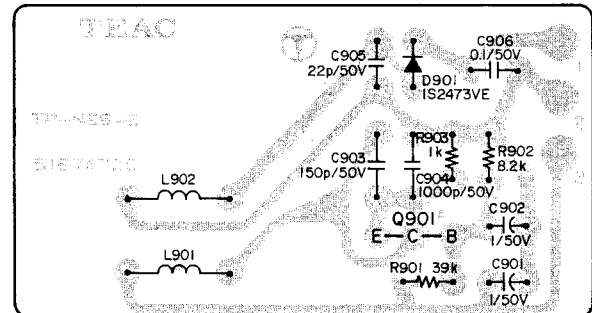 TEAC
C905
22p/50V
D901
1S2473VE
C906
0.1/50V
C903
150p/50V
R903
1k
C904
1000p/50V
R902
8.2k
L902
Q901
E-C-B
C902
1/50V
L901
R901 39k
C901
1/50V